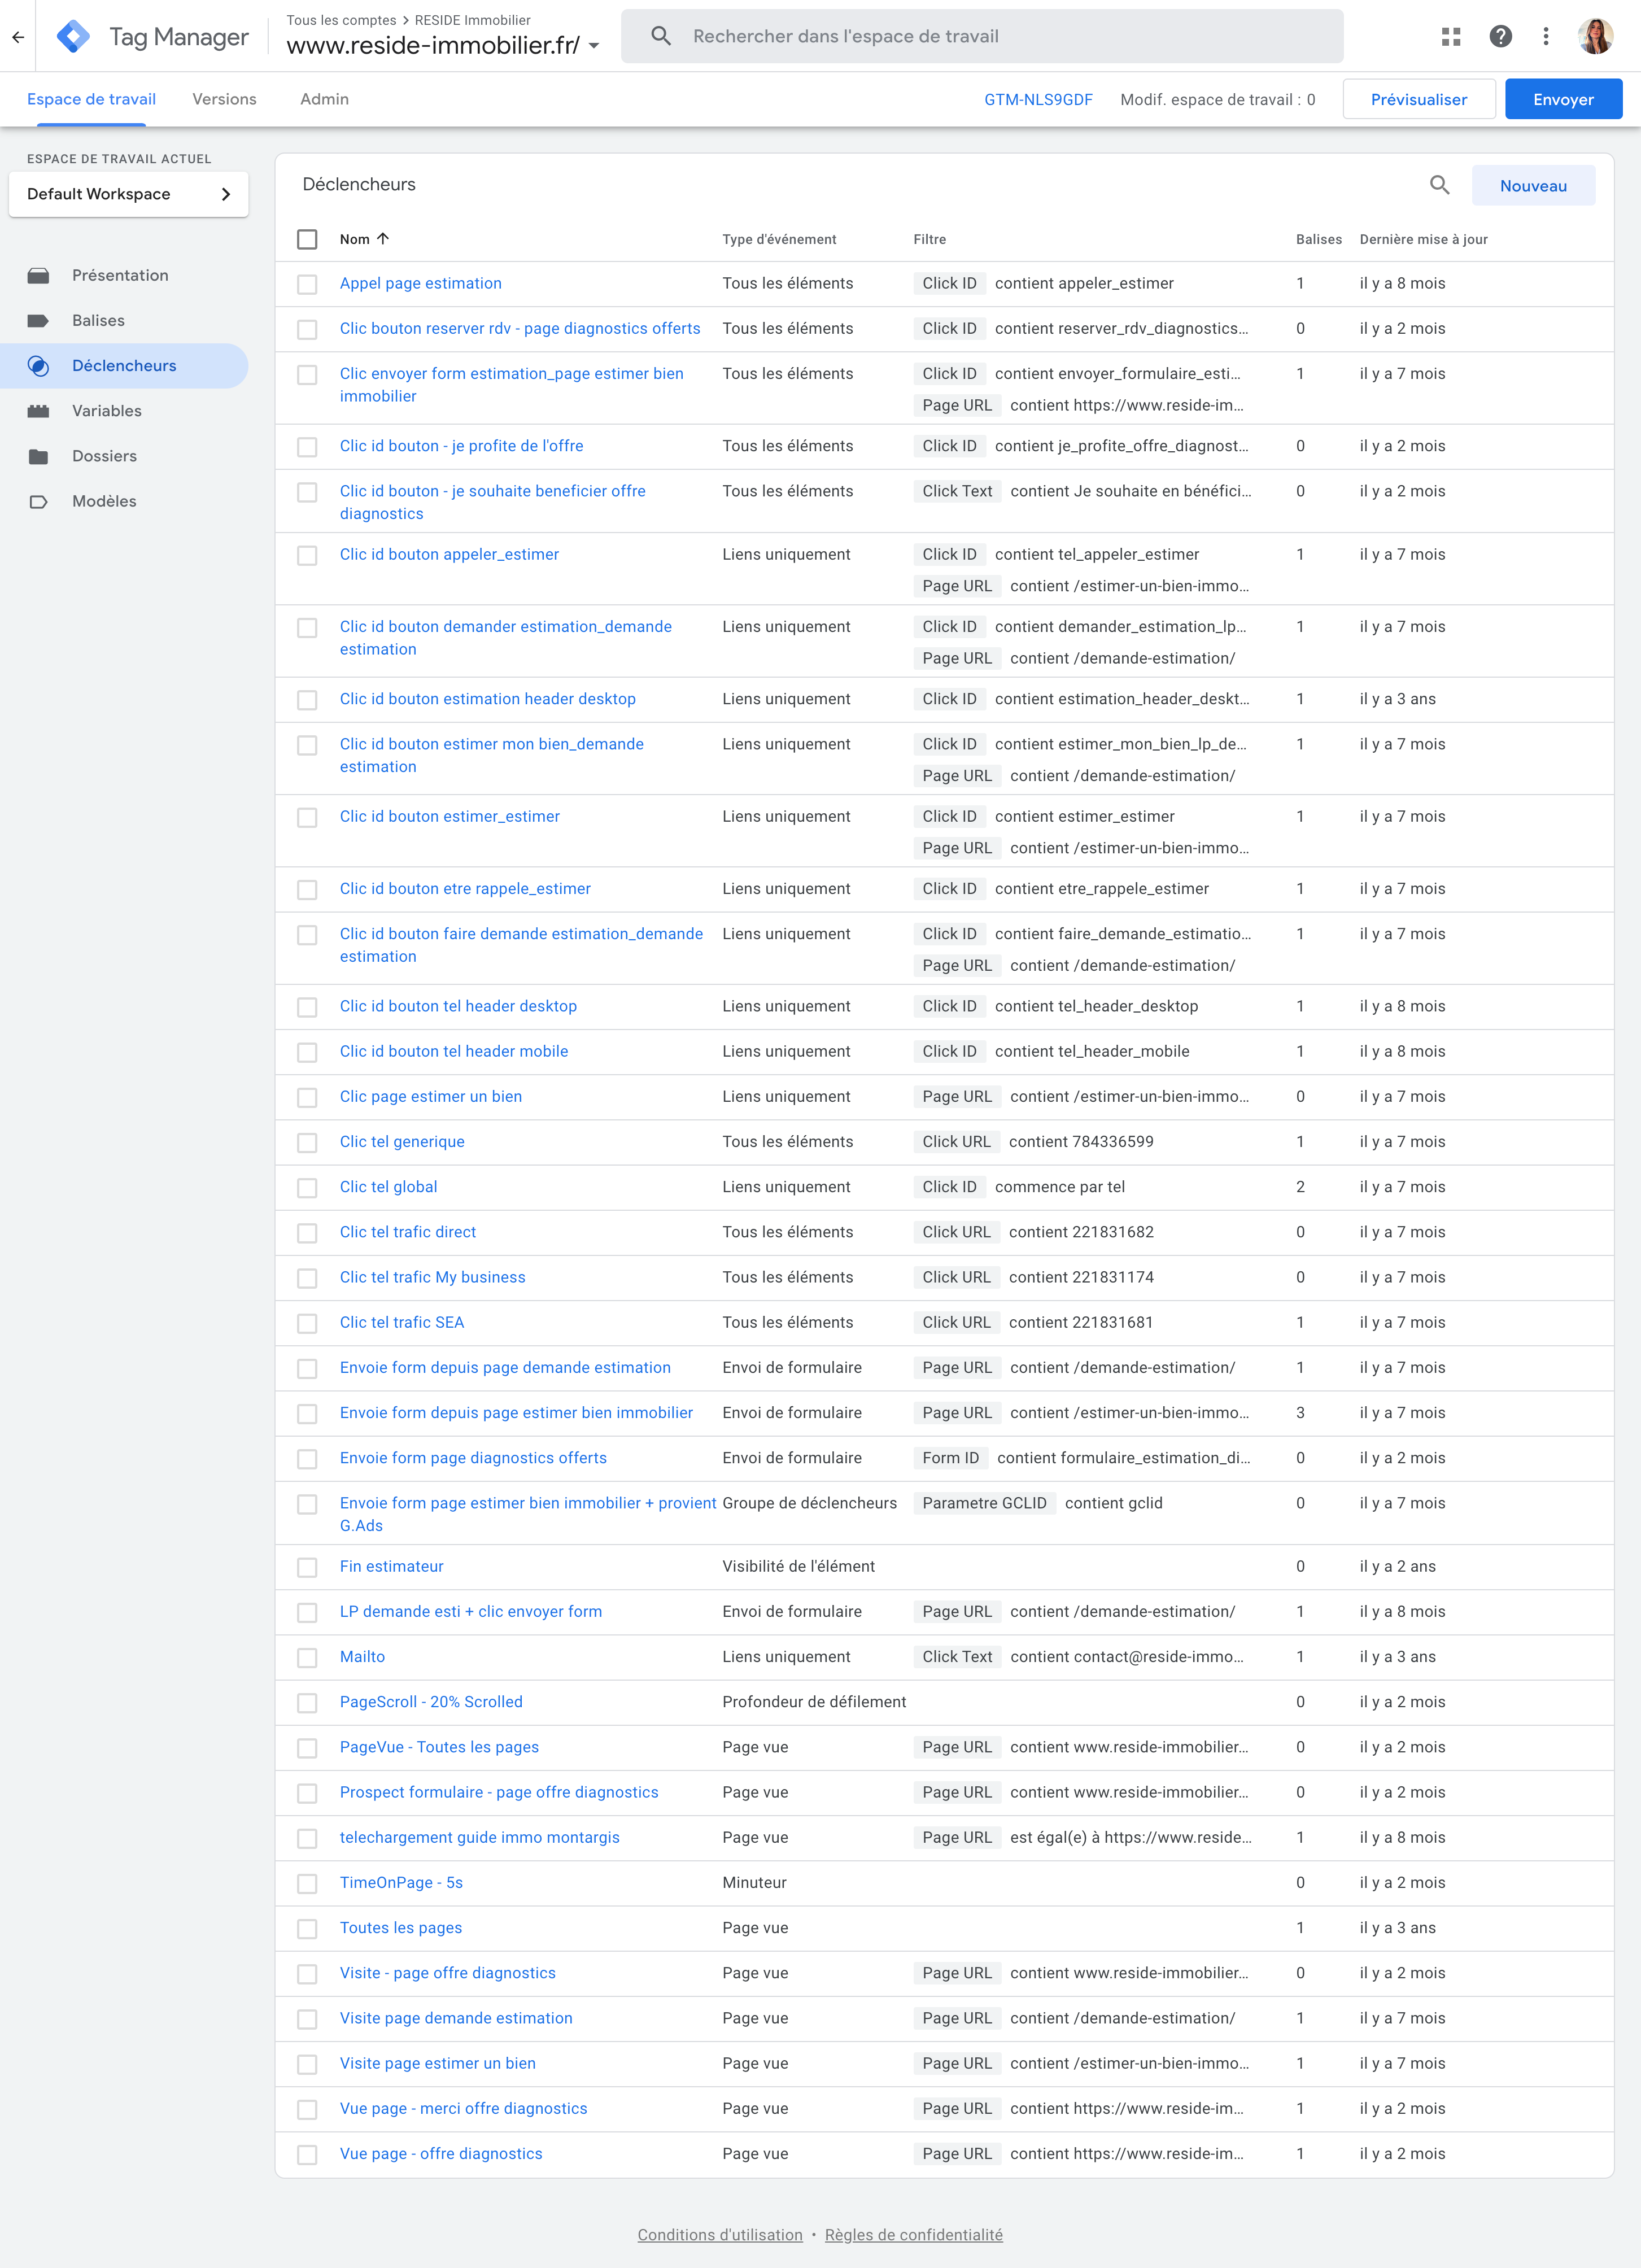 Tag Manager
Tous les comptes > RESIDE Immobilier
www.reside-immobilier.fr/
Rechercher dans l'espace de travail
Espace de travail Versions Admin
GTM-NLS9GDF Modif. espace de travail : 0 Prévisualiser Envoyer
ESPACE DE TRAVAIL ACTUEL
Default Workspace
Présentation
Balises
Déclencheurs
Variables
Dossiers
Modèles
Déclencheurs
Nouveau
Nom Type d'événement Filtre Balises Dernière mise à jour
Appel page estimation Tous les éléments Click ID contient appeler_estimer 1 il y a 8 mois
Clic bouton reserver rdv - page diagnostics offerts Tous les éléments Click ID contient reserver_rdv_diagnostics... 0 il y a 2 mois
Clic envoyer form estimation_page estimer bien Tous les éléments Click ID contient envoyer_formulaire_esti... 1 il y a 7 mois
immobilier Page URL contient https://www.reside-im...
Clic id bouton - je profite de l'offre Tous les éléments Click ID contient je_profite_offre_diagnost... 0 il y a 2 mois
Clic id bouton - je souhaite beneficier offre Tous les éléments Click Text contient Je souhaite en bénéfici... 0 il y a 2 mois
diagnostics
Clic id bouton appeler_estimer Liens uniquement Click ID contient tel_appeler_estimer 1 il y a 7 mois
Page URL contient /estimer-un-bien-immo...
Clic id bouton demander estimation_demande Liens uniquement Click ID contient demander_estimation_lp... 1 il y a 7 mois
estimation Page URL contient /demande-estimation/
Clic id bouton estimation header desktop Liens uniquement Click ID contient estimation_header_deskt... 1 il y a 3 ans
Clic id bouton estimer mon bien_demande Liens uniquement Click ID contient estimer_mon_bien_lp_de... 1 il y a 7 mois
estimation Page URL contient /demande-estimation/
Clic id bouton estimer_estimer Liens uniquement Click ID contient estimer_estimer 1 il y a 7 mois
Page URL contient /estimer-un-bien-immo...
Clic id bouton etre rappele_estimer Liens uniquement Click ID contient etre_rappele_estimer 1 il y a 7 mois
Clic id bouton faire demande estimation_demande Liens uniquement Click ID contient faire_demande_estimatio... 1 il y a 7 mois
estimation Page URL contient /demande-estimation/
Clic id bouton tel header desktop Liens uniquement Click ID contient tel_header_desktop 1 il y a 8 mois
Clic id bouton tel header mobile Liens uniquement Click ID contient tel_header_mobile 1 il y a 8 mois
Clic page estimer un bien Liens uniquement Page URL contient /estimer-un-bien-immo... 0 il y a 7 mois
Clic tel generique Tous les éléments Click URL contient 784336599 1 il y a 7 mois
Clic tel global Liens uniquement Click ID commence par tel 2 il y a 7 mois
Clic tel trafic direct Tous les éléments Click URL contient 221831682 0 il y a 7 mois
Clic tel trafic My business Tous les éléments Click URL contient 221831174 0 il y a 7 mois
Clic tel trafic SEA Tous les éléments Click URL contient 221831681 1 il y a 7 mois
Envoie form depuis page demande estimation Envoi de formulaire Page URL contient /demande-estimation/ 1 il y a 7 mois
Envoie form depuis page estimer bien immobilier Envoi de formulaire Page URL contient /estimer-un-bien-immo... 3 il y a 7 mois
Envoie form page diagnostics offerts Envoi de formulaire Form ID contient formulaire_estimation_di... 0 il y a 2 mois
Envoie form page estimer bien immobilier + provient Groupe de déclencheurs Parametre GCLID contient gclid 0 il y a 7 mois
G.Ads
Fin estimateur Visibilité de l'élément 0 il y a 2 ans
LP demande esti + clic envoyer form Envoi de formulaire Page URL contient /demande-estimation/ 1 il y a 8 mois
Mailto Liens uniquement Click Text contient contact@reside-immo... 1 il y a 3 ans
PageScroll - 20% Scrolled Profondeur de défilement 0 il y a 2 mois
PageVue - Toutes les pages Page vue Page URL contient www.reside-immobilier... 0 il y a 2 mois
Prospect formulaire - page offre diagnostics Page vue Page URL contient www.reside-immobilier... 0 il y a 2 mois
telechargement guide immo montargis Page vue Page URL est égal(e) à https://www.reside... 1 il y a 8 mois
TimeOnPage - 5s Minuteur 0 il y a 2 mois
Toutes les pages Page vue 1 il y a 3 ans
Visite - page offre diagnostics Page vue Page URL contient www.reside-immobilier... 0 il y a 2 mois
Visite page demande estimation Page vue Page URL contient /demande-estimation/ 1 il y a 7 mois
Visite page estimer un bien Page vue Page URL contient /estimer-un-bien-immo... 1 il y a 7 mois
Vue page - merci offre diagnostics Page vue Page URL contient https://www.reside-im... 1 il y a 2 mois
Vue page - offre diagnostics Page vue Page URL contient https://www.reside-im... 1 il y a 2 mois
Conditions d'utilisation • Règles de confidentialité